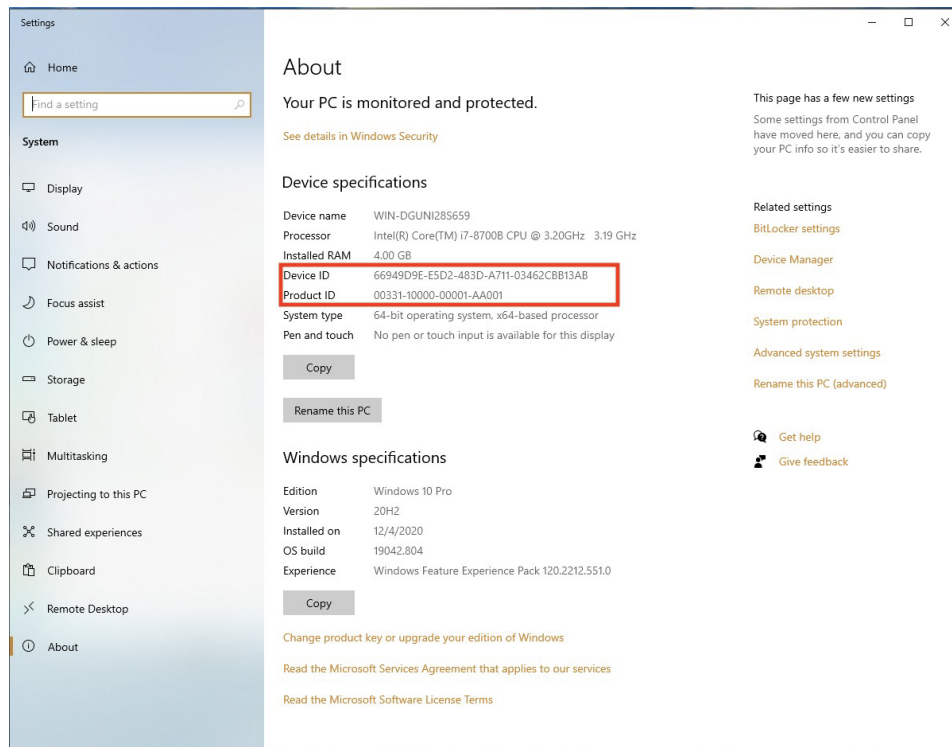 Settings
Home
Find a setting
System
Display
Sound
Notifications & actions
Focus assist
Power & sleep
Storage
Tablet
Multitasking
Projecting to this PC
Shared experiences
Clipboard
Remote Desktop
About
About
Your PC is monitored and protected.
See details in Windows Security
Device specifications
Device name WIN-DGUNI28S659
Processor Intel(R) Core(TM) i7-8700B CPU @ 3.20GHz 3.19 GHz
Installed RAM 4.00 GB
Device ID 66949D9E-E5D2-483D-A711-03462CBB13AB
Product ID 00331-10000-00001-AA001
System type 64-bit operating system, x64-based processor
Pen and touch No pen or touch input is available for this display
Copy
Rename this PC
Windows specifications
Edition Windows 10 Pro
Version 20H2
Installed on 12/4/2020
OS build 19042.804
Experience Windows Feature Experience Pack 120.2212.551.0
Copy
Change product key or upgrade your edition of Windows
Read the Microsoft Services Agreement that applies to our services
Read the Microsoft Software License Terms
This page has a few new settings
Some settings from Control Panel
have moved here, and you can copy
your PC info so it's easier to share.
Related settings
BitLocker settings
Device Manager
Remote desktop
System protection
Advanced system settings
Rename this PC (advanced)
Get help
Give feedback